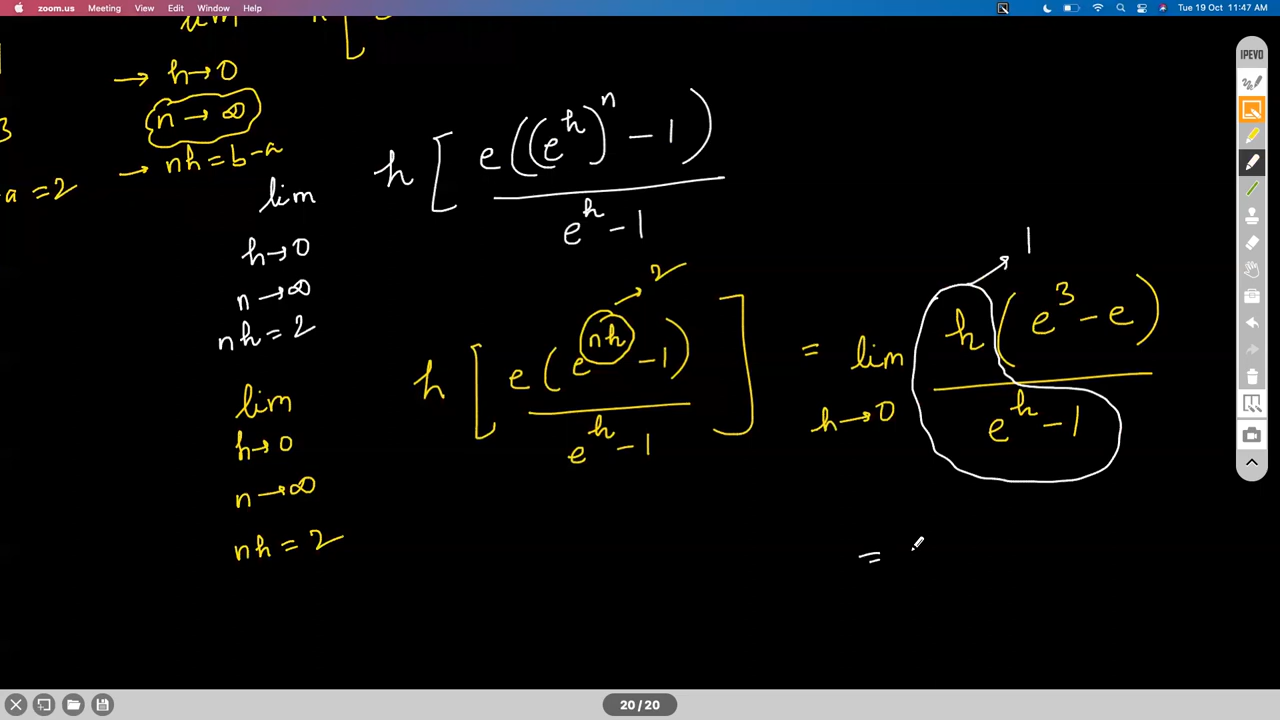 zoom.us Meeting View Edit Window Help Tue 19 Oct 11:47 AM
IPEVO
lim
→ h→0
n → ∞
→ nh = b-a
3
a = 2
lim
h→0
n→∞
nh = 2
h [ e((e^h)^n - 1)
e^h - 1
lim
h→0
n→∞
nh = 2
h [ e(e^nh - 1) ]
e^h - 1
2
= lim
h→0
h(e^3 - e)
e^h - 1
1
=
20/20